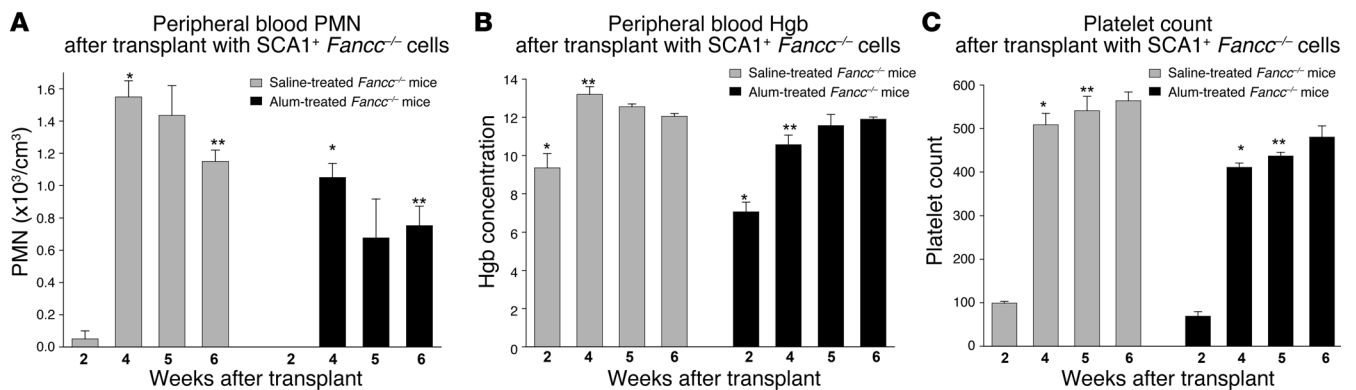 A
Peripheral blood PMN
after transplant with SCA1⁺ Fancc⁻/⁻ cells
Saline-treated Fancc⁻/⁻ mice
Alum-treated Fancc⁻/⁻ mice
PMN (x10³/cm³)
1.6
1.4
1.2
1.0
0.8
0.6
0.4
0.2
0.0
*
**
*
**
2 4 5 6 2 4 5 6
Weeks after transplant
B
Peripheral blood Hgb
after transplant with SCA1⁺ Fancc⁻/⁻ cells
Saline-treated Fancc⁻/⁻ mice
Alum-treated Fancc⁻/⁻ mice
Hgb concentration
14
12
10
8
6
4
2
0
*
**
*
**
2 4 5 6 2 4 5 6
Weeks after transplant
C
Platelet count
after transplant with SCA1⁺ Fancc⁻/⁻ cells
Saline-treated Fancc⁻/⁻ mice
Alum-treated Fancc⁻/⁻ mice
Platelet count
600
500
400
300
200
100
0
*
**
*
**
2 4 5 6 2 4 5 6
Weeks after transplant